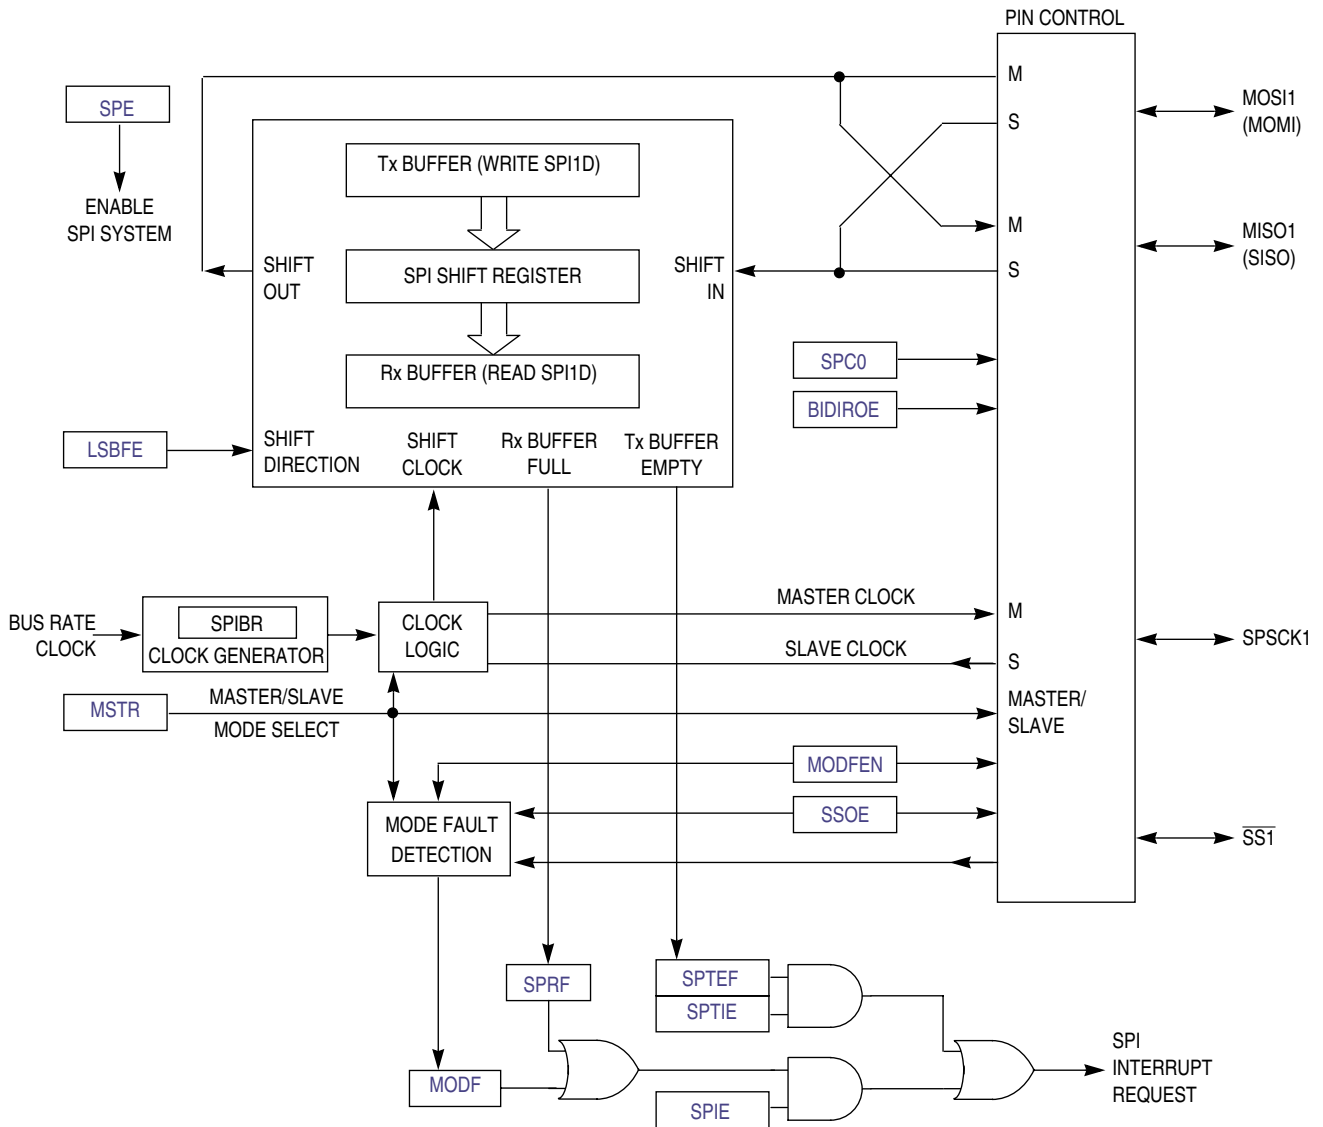 PIN CONTROL
M
SPE
MOSI1
(MOMI)
S
Tx BUFFER (WRITE SPI1D)
ENABLE
SPI SYSTEM
M
MISO1
(SISO)
SHIFT
OUT
SPI SHIFT REGISTER
SHIFT
IN
S
SPC0
Rx BUFFER (READ SPI1D)
BIDIROE
LSBFE
SHIFT
DIRECTION
SHIFT
CLOCK
Rx BUFFER
FULL
Tx BUFFER
EMPTY
MASTER CLOCK
M
BUS RATE
CLOCK
SPIBR
CLOCK GENERATOR
CLOCK
LOGIC
SPSCK1
SLAVE CLOCK
S
MSTR
MASTER/SLAVE
MODE SELECT
MASTER/
SLAVE
MODFEN
SSOE
MODE FAULT
DETECTION
SS1
SPRF
SPTEF
SPTIE
SPI
INTERRUPT
REQUEST
MODF
SPIE